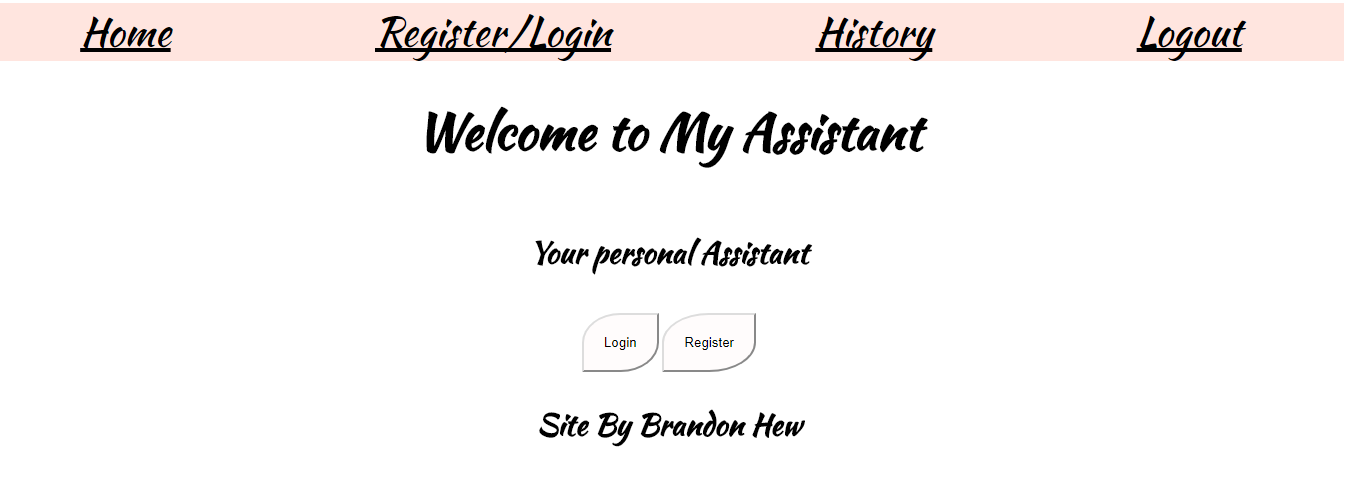 Home Register/Login History Logout
Welcome to My Assistant
Your personal Assistant
Login Register
Site By Brandon Hew